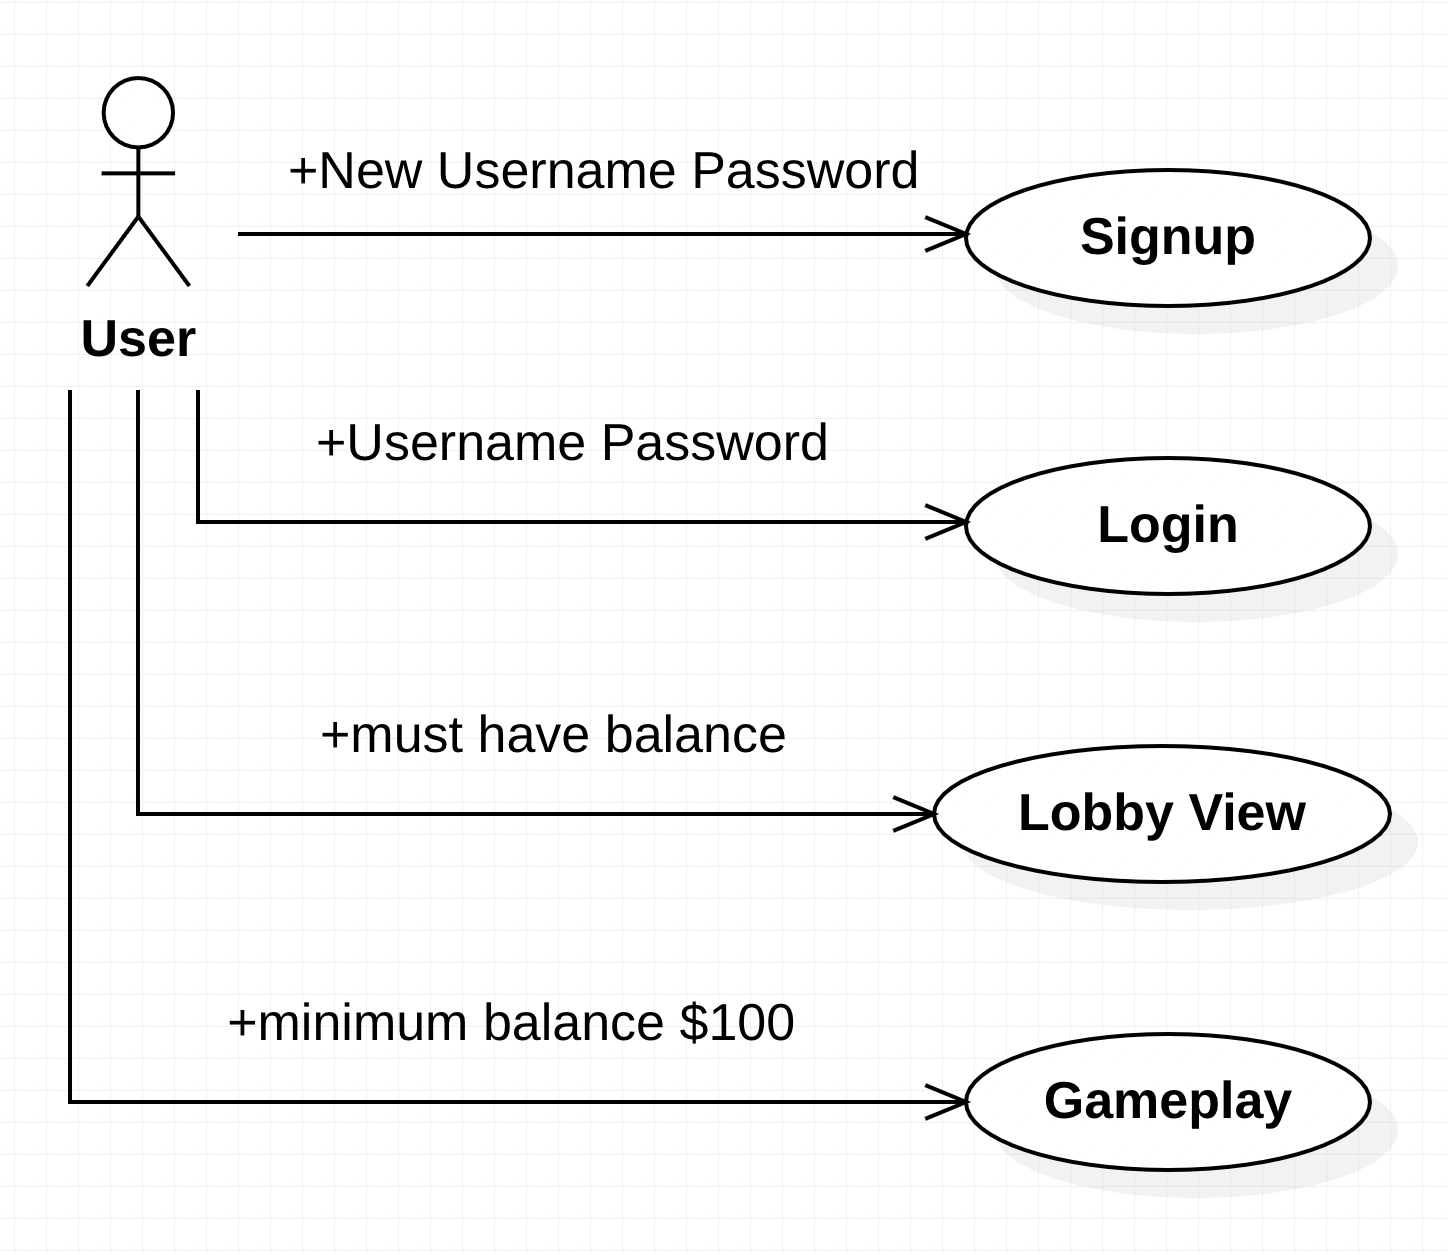 +New Username Password
Signup
User
+Username Password
Login
+must have balance
Lobby View
+minimum balance $100
Gameplay